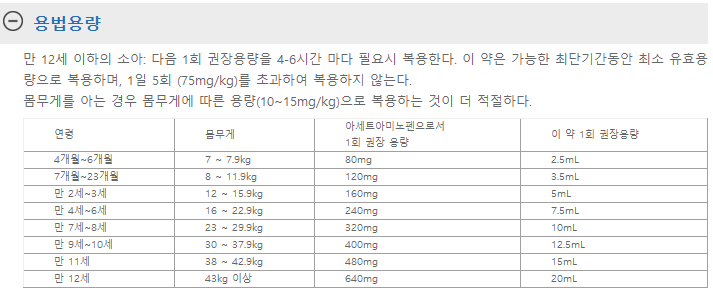 용법용량
만 12세 이하의 소아: 다음 1회 권장용량을 4-6시간 마다 필요시 복용한다. 이 약은 가능한 최단기간동안 최소 유효용
량으로 복용하며, 1일 5회 (75mg/kg)를 초과하여 복용하지 않는다.
몸무게를 아는 경우 몸무게에 따른 용량(10~15mg/kg)으로 복용하는 것이 더 적절하다.
연령 몸무게 아세트아미노펜으로서 1회 권장 용량 이 약 1회 권장용량
4개월~6개월 7 ~ 7.9kg 80mg 2.5mL
7개월~23개월 8 ~ 11.9kg 120mg 3.5mL
만 2세~3세 12 ~ 15.9kg 160mg 5mL
만 4세~6세 16 ~ 22.9kg 240mg 7.5mL
만 7세~8세 23 ~ 29.9kg 320mg 10mL
만 9세~10세 30 ~ 37.9kg 400mg 12.5mL
만 11세 38 ~ 42.9kg 480mg 15mL
만 12세 43kg 이상 640mg 20mL